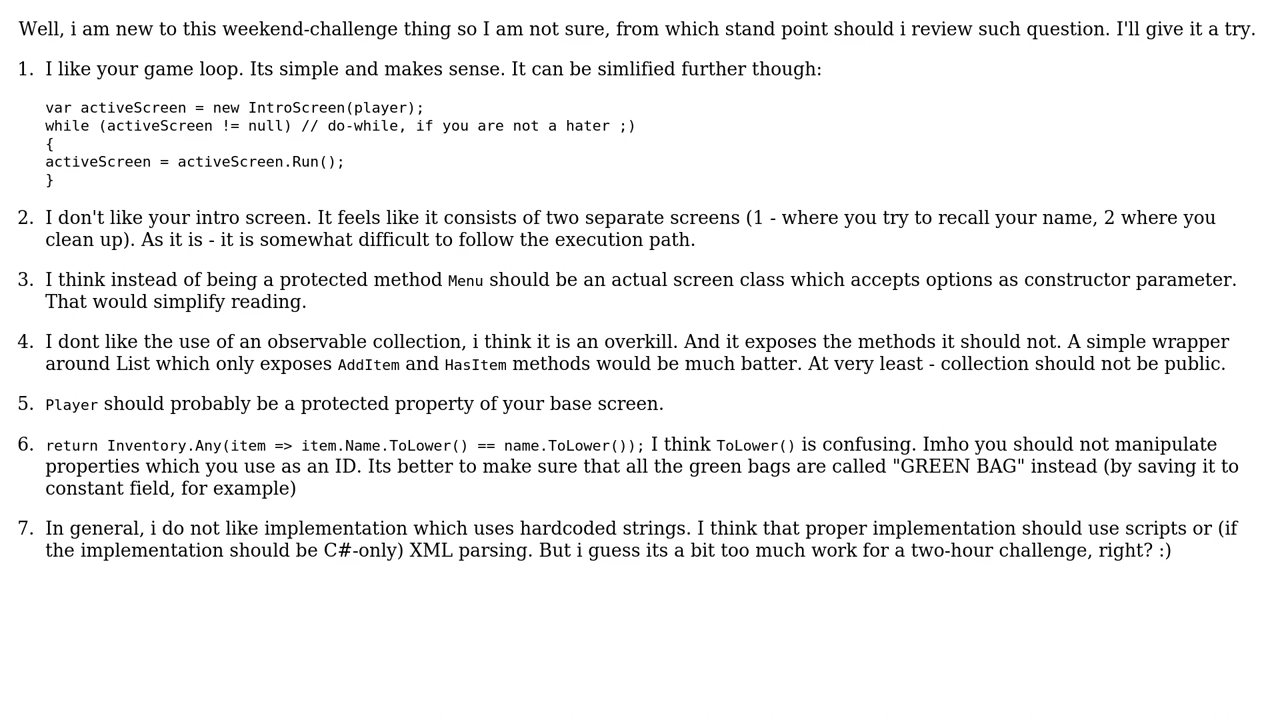 Well, i am new to this weekend-challenge thing so I am not sure, from which stand point should i review such question. I'll give it a try.
1. I like your game loop. Its simple and makes sense. It can be simlified further though:
var activeScreen = new IntroScreen(player);
while (activeScreen != null) // do-while, if you are not a hater ;)
{
activeScreen = activeScreen.Run();
}
2. I don't like your intro screen. It feels like it consists of two separate screens (1 - where you try to recall your name, 2 where you
clean up). As it is - it is somewhat difficult to follow the execution path.
3. I think instead of being a protected method Menu should be an actual screen class which accepts options as constructor parameter.
That would simplify reading.
4. I dont like the use of an observable collection, i think it is an overkill. And it exposes the methods it should not. A simple wrapper
around List which only exposes AddItem and HasItem methods would be much batter. At very least - collection should not be public.
5. Player should probably be a protected property of your base screen.
6. return Inventory.Any(item => item.Name.ToLower() == name.ToLower()); I think ToLower() is confusing. Imho you should not manipulate
properties which you use as an ID. Its better to make sure that all the green bags are called "GREEN BAG" instead (by saving it to
constant field, for example)
7. In general, i do not like implementation which uses hardcoded strings. I think that proper implementation should use scripts or (if
the implementation should be C#-only) XML parsing. But i guess its a bit too much work for a two-hour challenge, right? :)